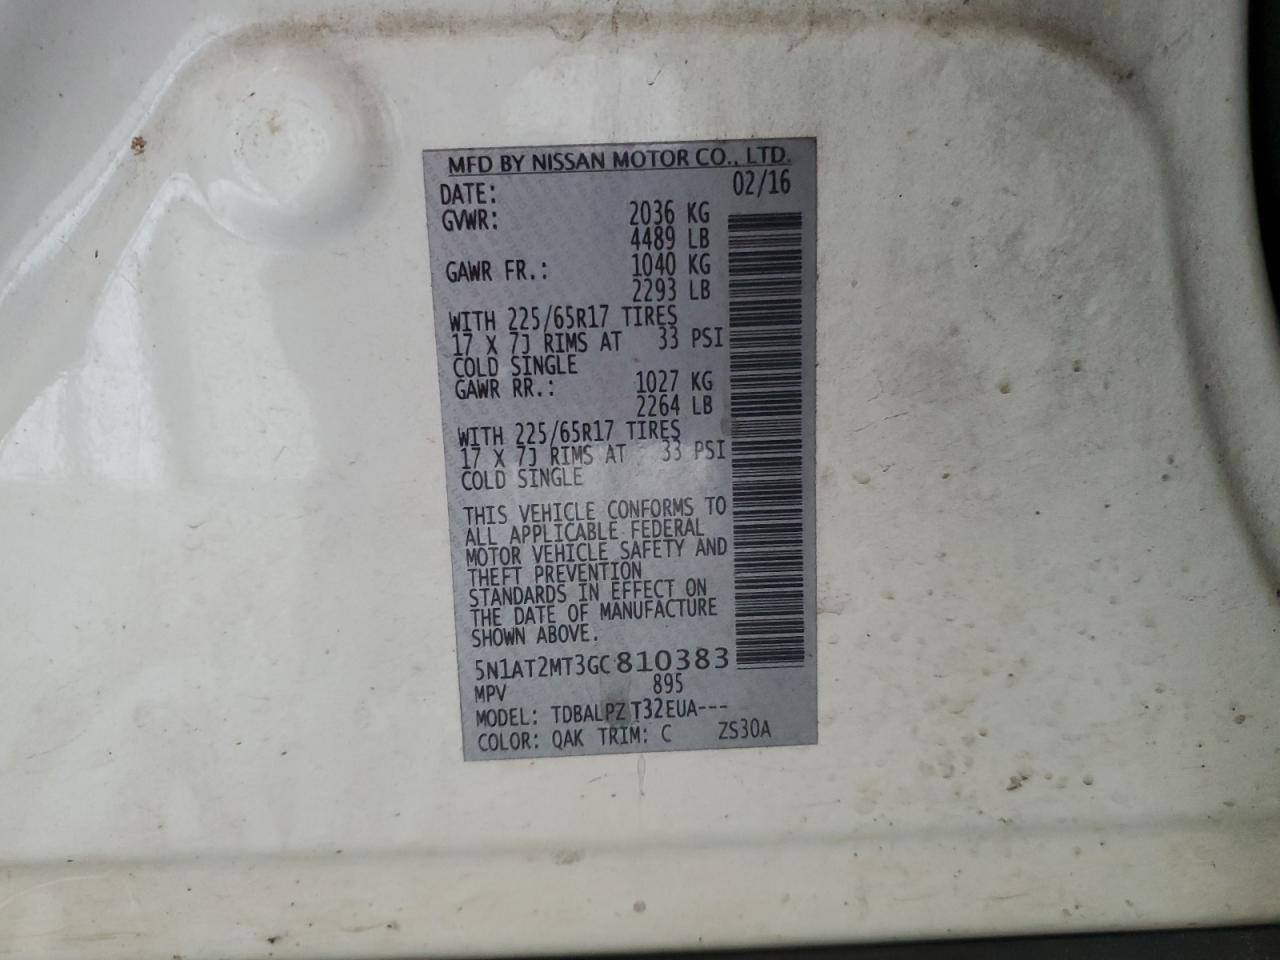 MFD BY NISSAN MOTOR CO., LTD.
DATE: 02/16
GVWR: 2036 KG
4489 LB
GAWR FR.: 1040 KG
2293 LB
WITH 225/65R17 TIRES
17 X 7J RIMS AT 33 PSI
COLD SINGLE
GAWR RR.: 1027 KG
2264 LB
WITH 225/65R17 TIRES
17 X 7J RIMS AT 33 PSI
COLD SINGLE
THIS VEHICLE CONFORMS TO
ALL APPLICABLE FEDERAL
MOTOR VEHICLE SAFETY AND
THEFT PREVENTION
STANDARDS IN EFFECT ON
THE DATE OF MANUFACTURE
SHOWN ABOVE.
5N1AT2MT3GC810383
MPV 895
MODEL: TDBALPZ T32EUA---
COLOR: QAK TRIM: C ZS30A